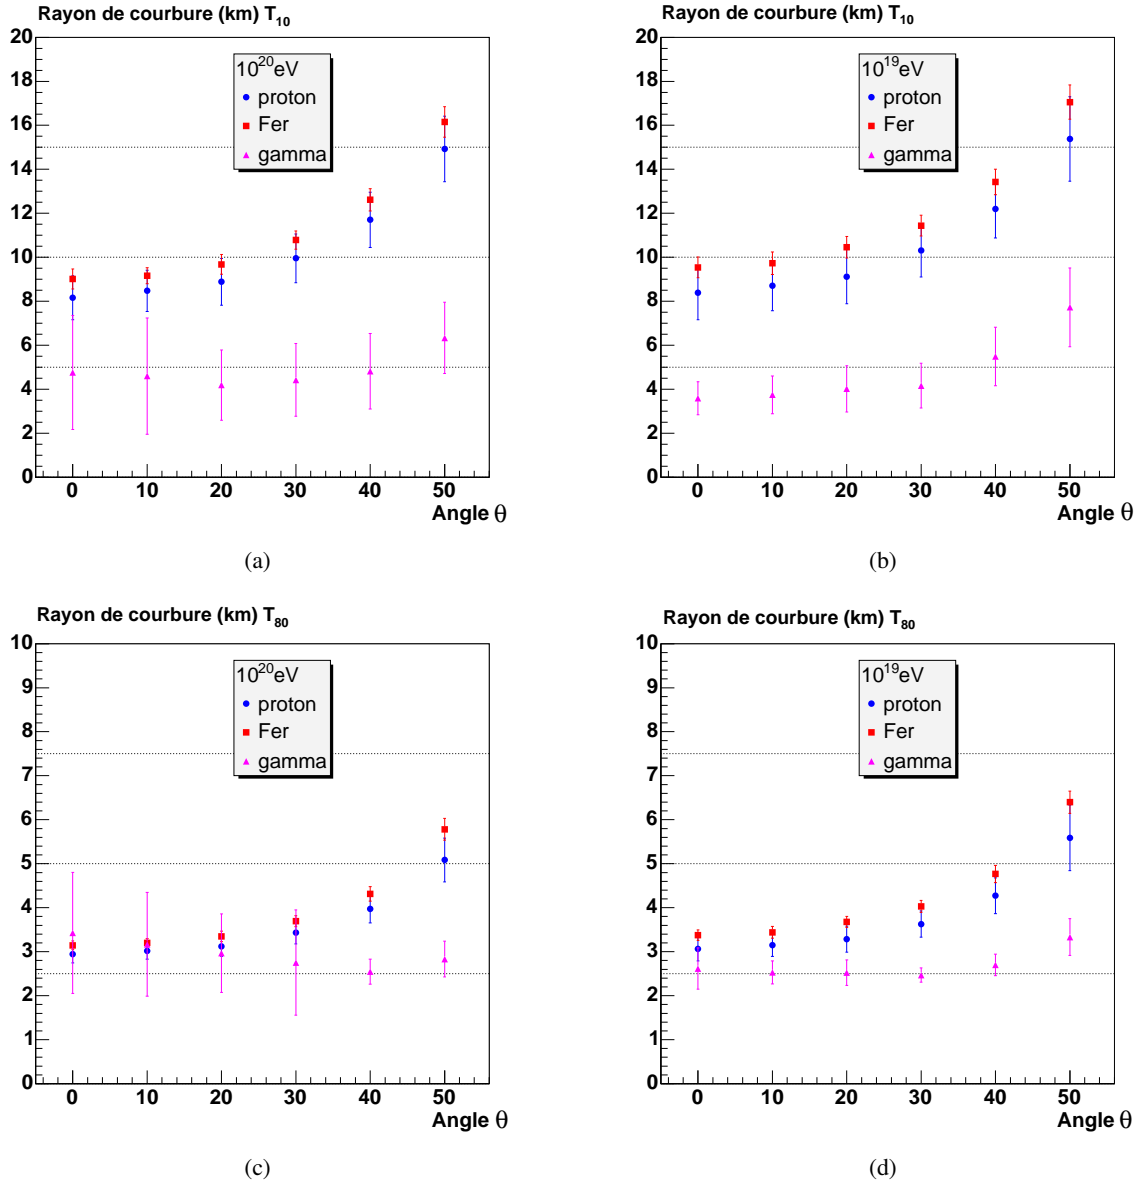 Rayon de courbure (km) T10
20
18
16
14
12
10
8
6
4
2
0
10^20eV
proton
Fer
gamma
0 10 20 30 40 50
Angle θ
(a)
Rayon de courbure (km) T10
20
18
16
14
12
10
8
6
4
2
0
10^19eV
proton
Fer
gamma
0 10 20 30 40 50
Angle θ
(b)
Rayon de courbure (km) T80
10
9
8
7
6
5
4
3
2
1
0
10^20eV
proton
Fer
gamma
0 10 20 30 40 50
Angle θ
(c)
Rayon de courbure (km) T80
10
9
8
7
6
5
4
3
2
1
0
10^19eV
proton
Fer
gamma
0 10 20 30 40 50
Angle θ
(d)